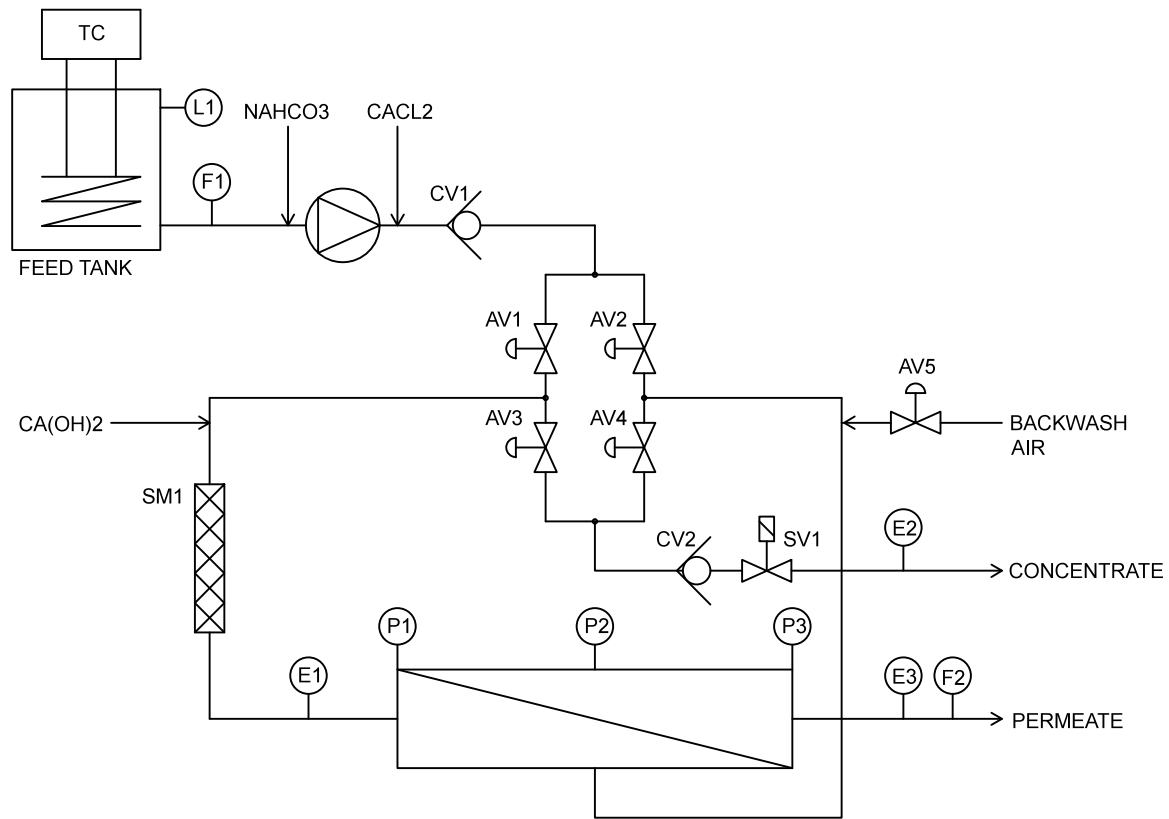 TC
L1
NAHCO3
CACL2
F1
CV1
FEED TANK
AV1
AV2
AV5
CA(OH)2
AV3
AV4
BACKWASH
AIR
SM1
CV2
SV1
E2
CONCENTRATE
P1
P2
P3
E1
E3
F2
PERMEATE